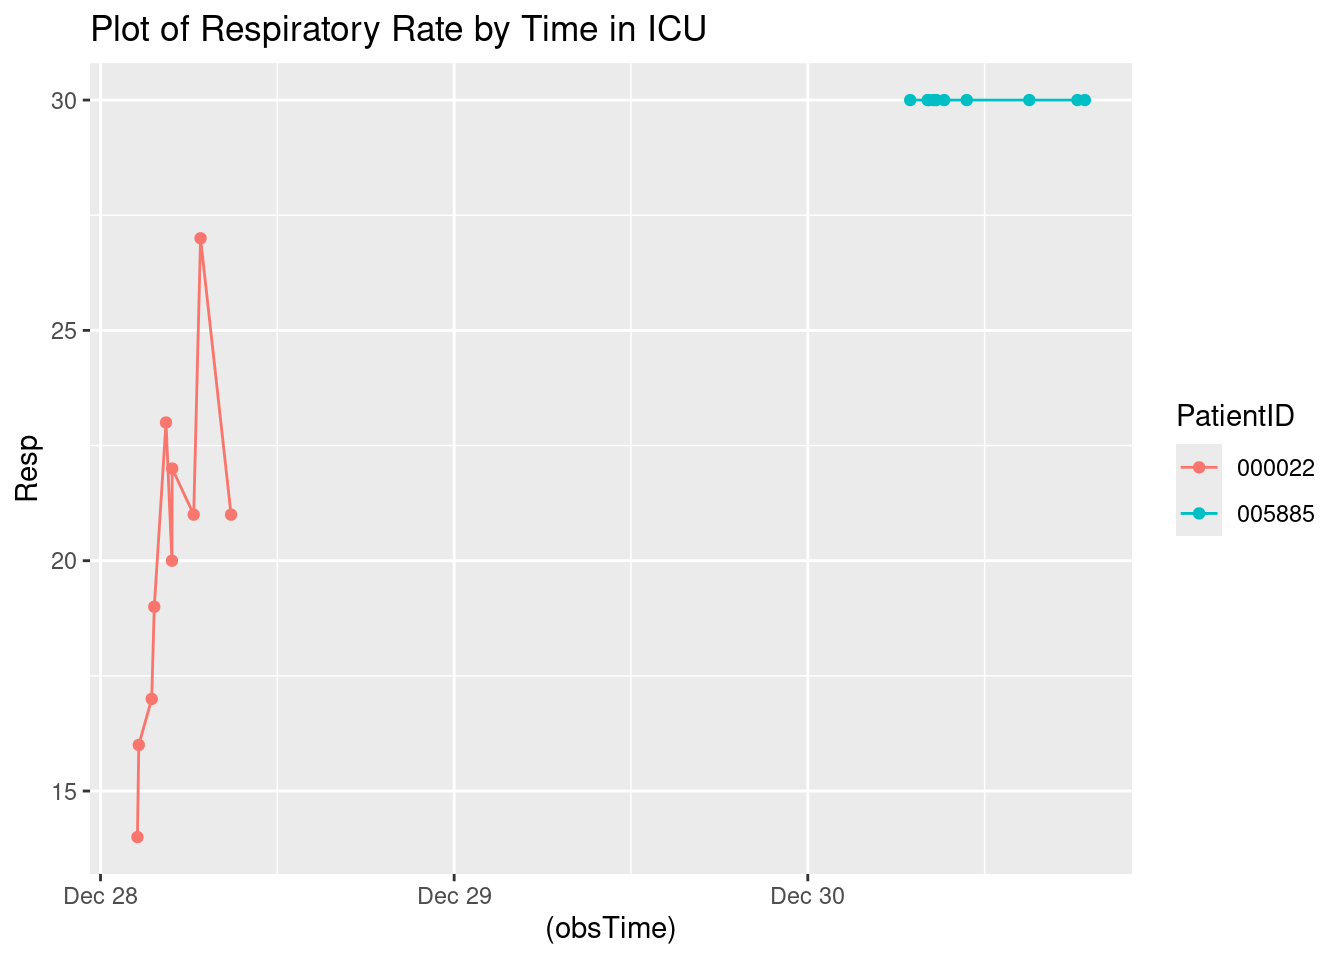 Plot of Respiratory Rate by Time in ICU
30
25
20
15
Resp
Dec 28
Dec 29
Dec 30
(obsTime)
PatientID
000022
005885